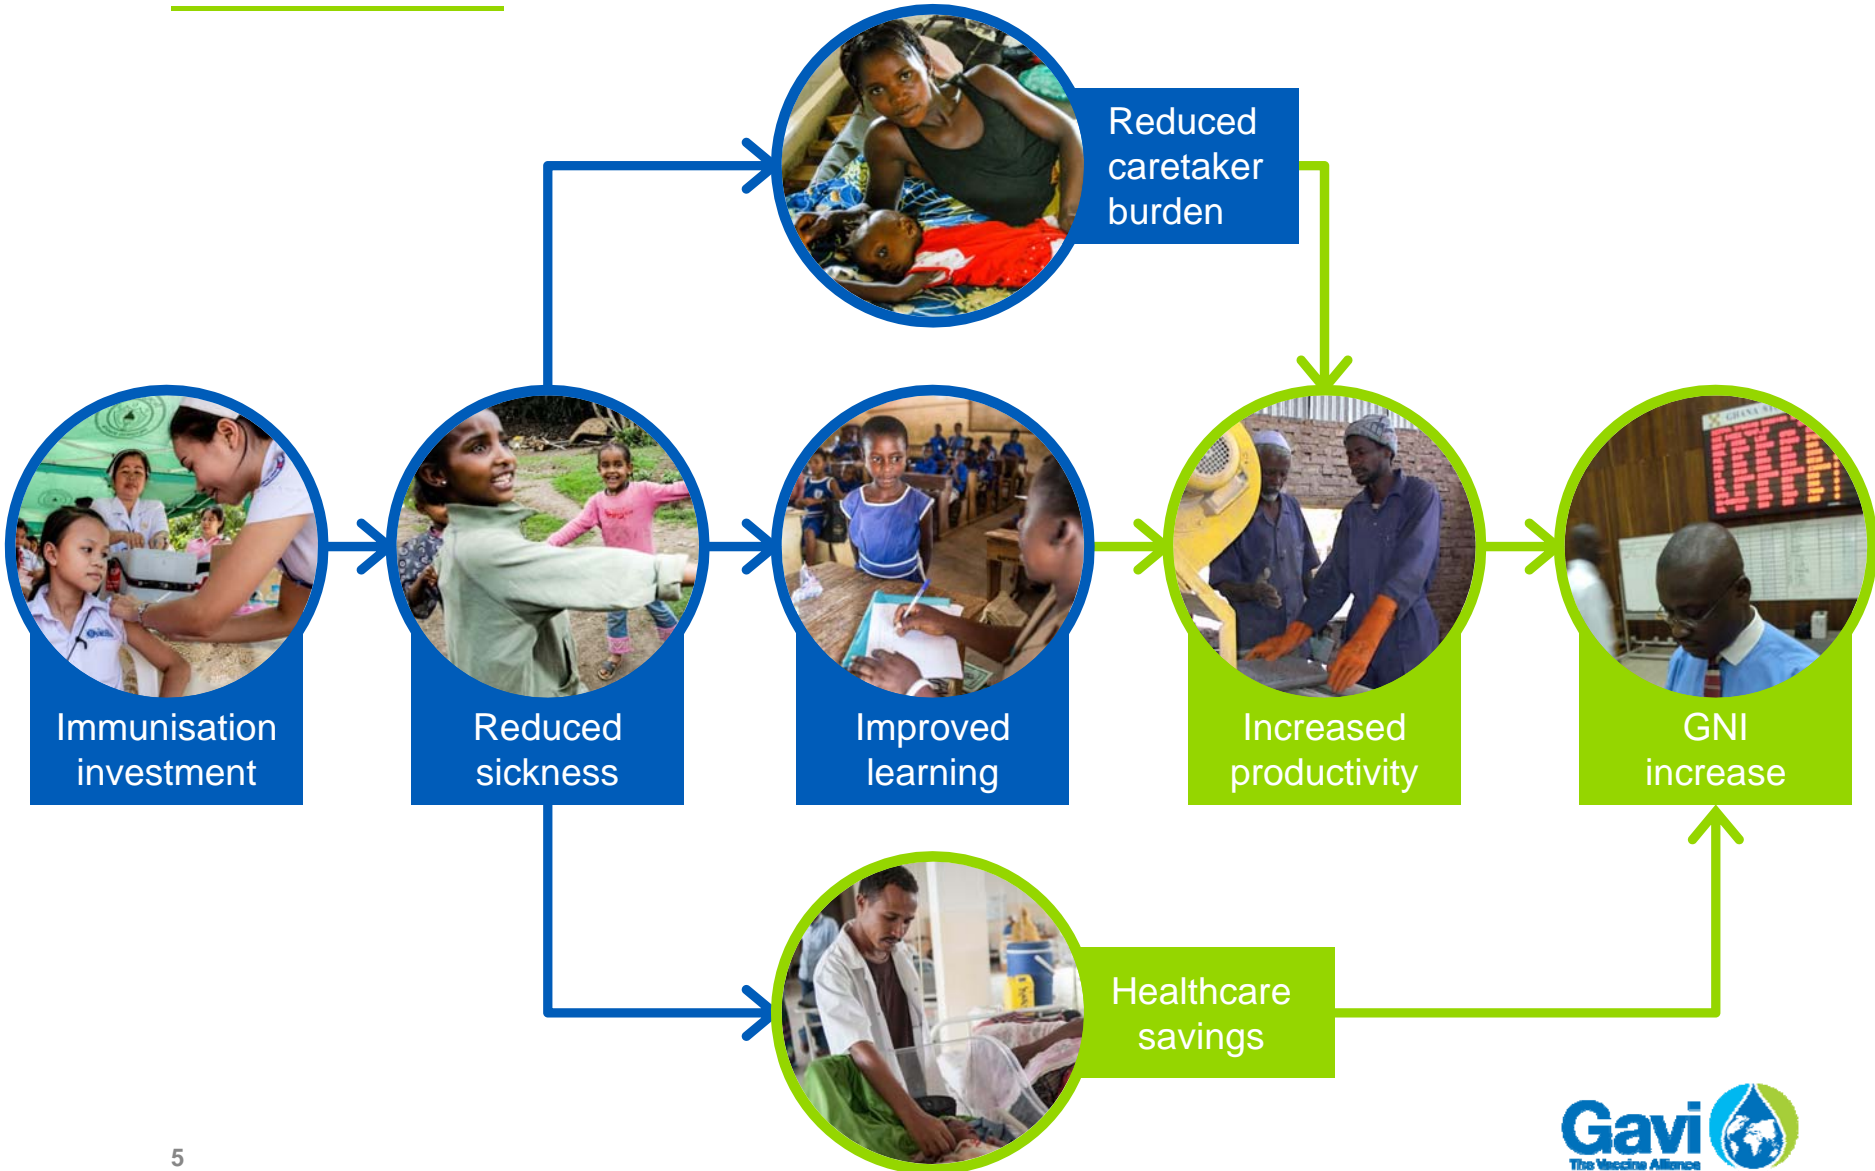 Reduced
caretaker
burden
Immunisation
investment
Reduced
sickness
Improved
learning
Increased
productivity
GNI
increase
Healthcare
savings
5
Gavi
The Vaccine Alliance